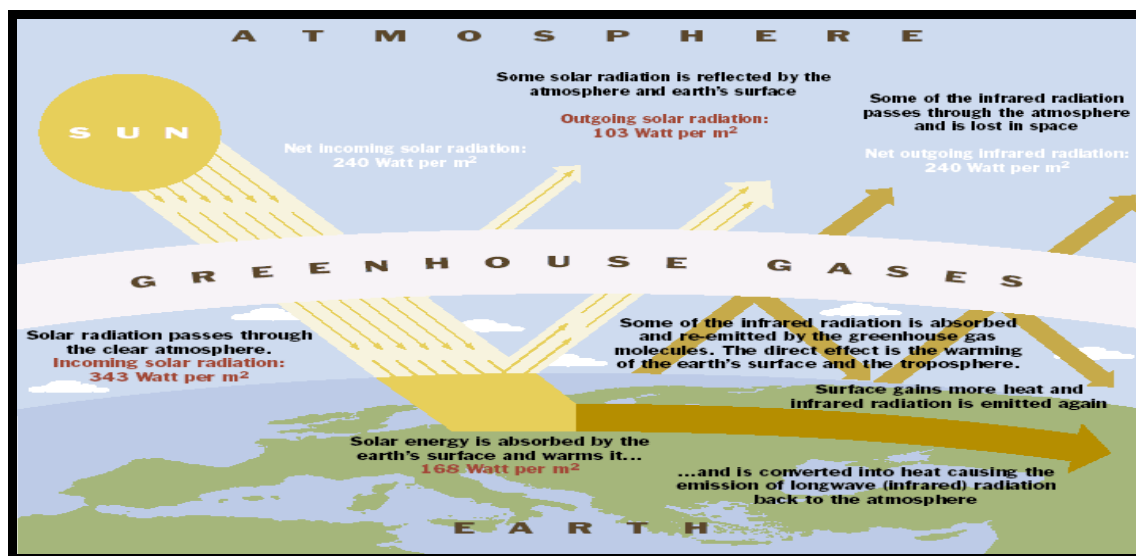 ATMOSPHERE
SUN
Some solar radiation is reflected by the
atmosphere and earth's surface
Outgoing solar radiation:
103 Watt per m²
Some of the infrared radiation
passes through the atmosphere
and is lost in space
Net outgoing infrared radiation:
240 Watt per m²
Net incoming solar radiation:
240 Watt per m²
GREENHOUSE GASES
Solar radiation passes through
the clear atmosphere.
Incoming solar radiation:
343 Watt per m²
Some of the infrared radiation is absorbed
and re-emitted by the greenhouse gas
molecules. The direct effect is the warming
of the earth's surface and the troposphere.
Surface gains more heat and
infrared radiation is emitted again
Solar energy is absorbed by the
earth's surface and warms it...
168 Watt per m²
...and is converted into heat causing the
emission of longwave (infrared) radiation
back to the atmosphere
EARTH